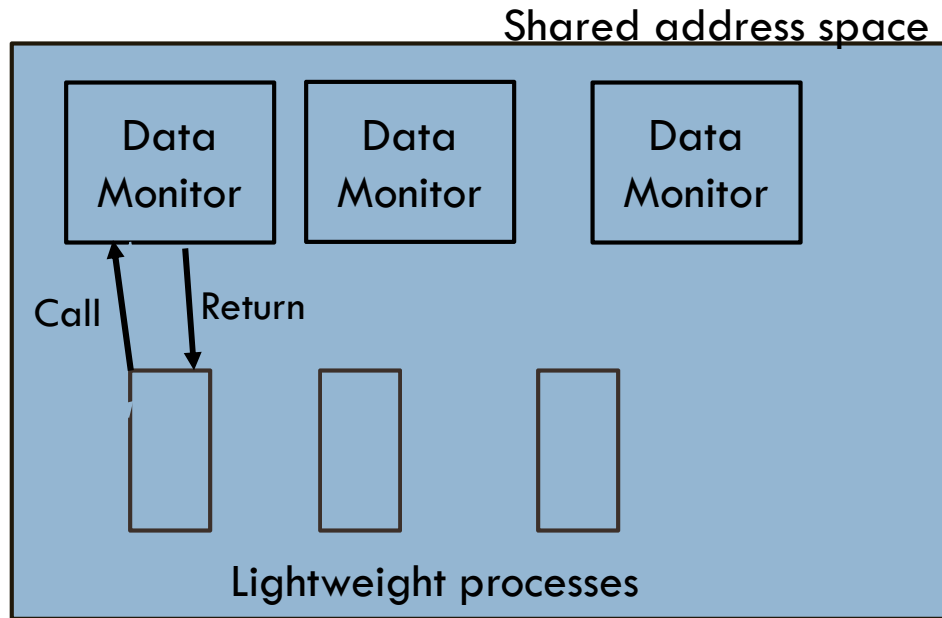 Shared address space
Data
Monitor
Data
Monitor
Data
Monitor
Call
Return
Lightweight processes